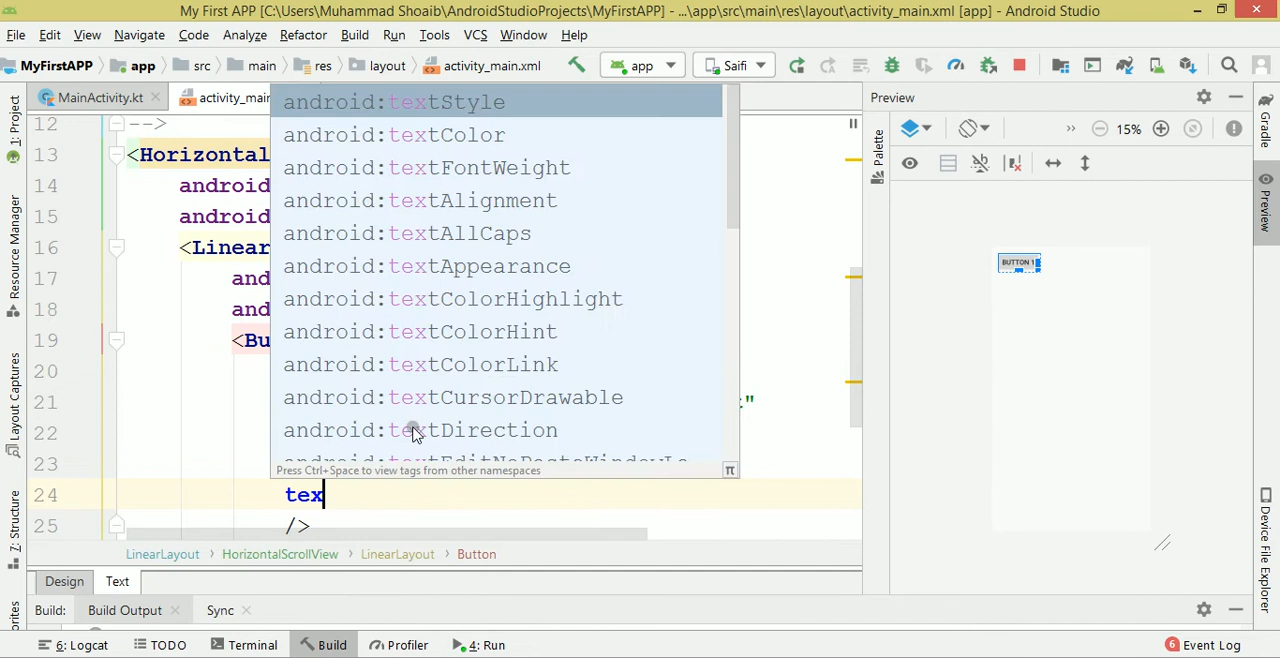 My First APP [C:\Users\Muhammad Shoaib\AndroidStudioProjects\MyFirstAPP] - ...\app\src\main\res\layout\activity_main.xml [app] - Android Studio
File Edit View Navigate Code Analyze Refactor Build Run Tools VCS Window Help
MyFirstAPP app src main res layout activity_main.xml app Saifi
MainActivity.kt activity_main
Preview
1: Project
Resource Manager
Layout Captures
7: Structure
12 -->
13 <Horizontal
14 android
15 android
16 <Linear
17 and
18 and
19 <Bu
20
21 t"
22
23
24 tex
25 />
android:textStyle
android:textColor
android:textFontWeight
android:textAlignment
android:textAllCaps
android:textAppearance
android:textColorHighlight
android:textColorHint
android:textColorLink
android:textCursorDrawable
android:textDirection
Press Ctrl+Space to view tags from other namespaces
π
LinearLayout HorizontalScrollView LinearLayout Button
Design Text
Palette
15%
BUTTON 1
Gradle
Preview
Device File Explorer
Build: Build Output Sync
6: Logcat TODO Terminal Build Profiler 4: Run 6 Event Log